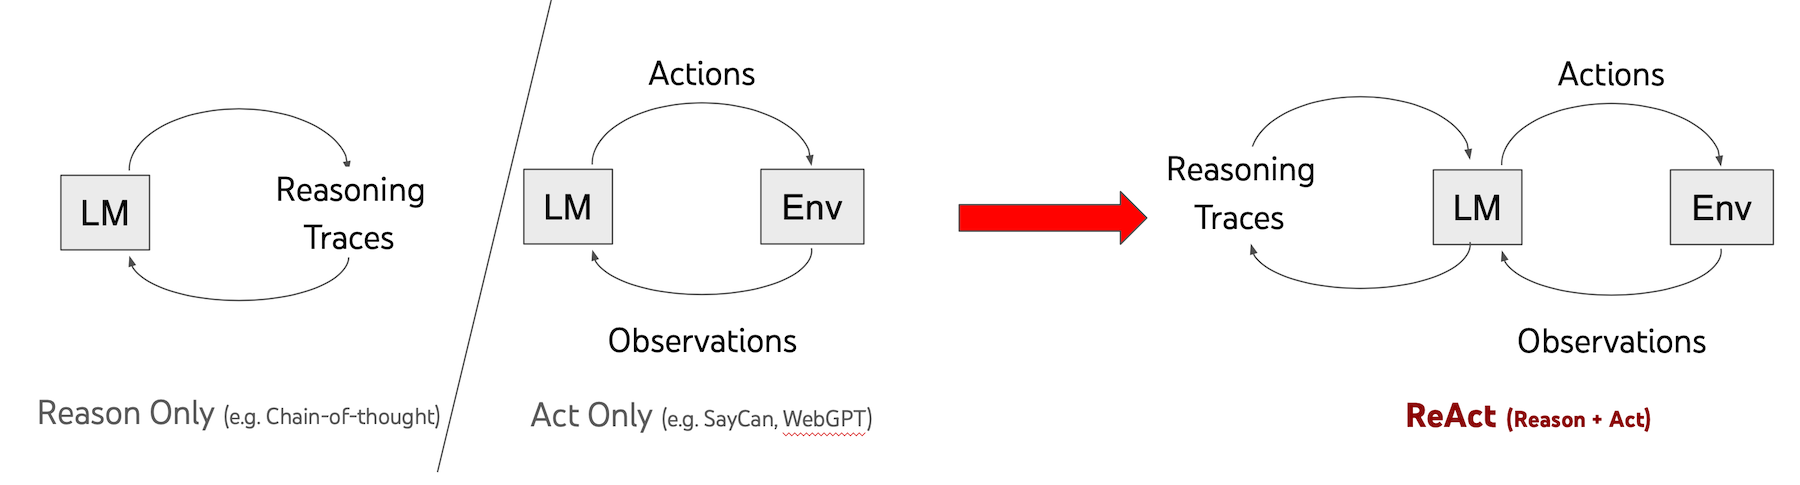 LM
Reasoning
Traces
Reason Only (e.g. Chain-of-thought)
Actions
LM
Env
Observations
Act Only (e.g. SayCan, WebGPT)
Reasoning
Traces
Actions
LM
Env
Observations
ReAct (Reason + Act)